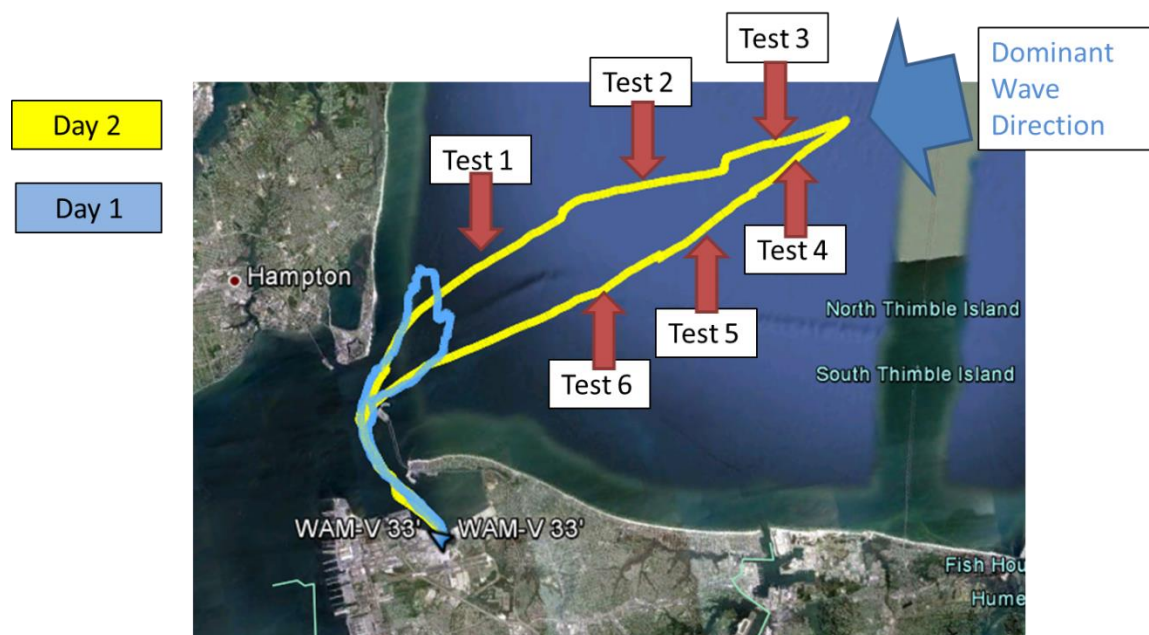 Test 3
Dominant
Wave
Direction
Test 2
Day 2
Test 1
Day 1
Hampton
Test 4
North Thimble Island
Test 5
South Thimble Island
Test 6
WAM-V 33' WAM-V 33'
Fish Hou
Hume